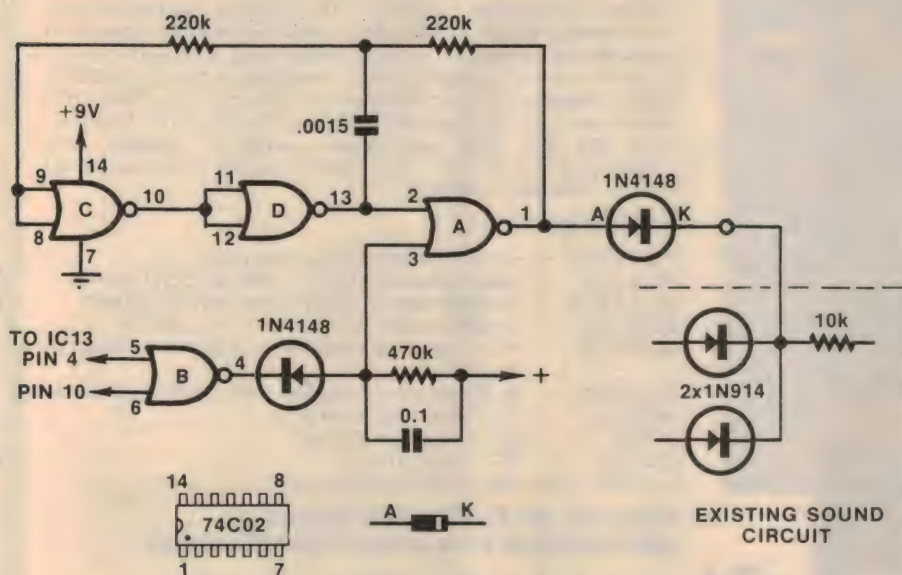 220k
220k
+9V
.0015
14
9
10
11
13
2
1
1N4148
C
D
A
A
K
8
12
3
7
TO IC13
PIN 4
5
1N4148
470k
10k
B
4
+
PIN 10
6
2x1N914
0.1
14
8
74C02
A
K
EXISTING SOUND
CIRCUIT
1
7